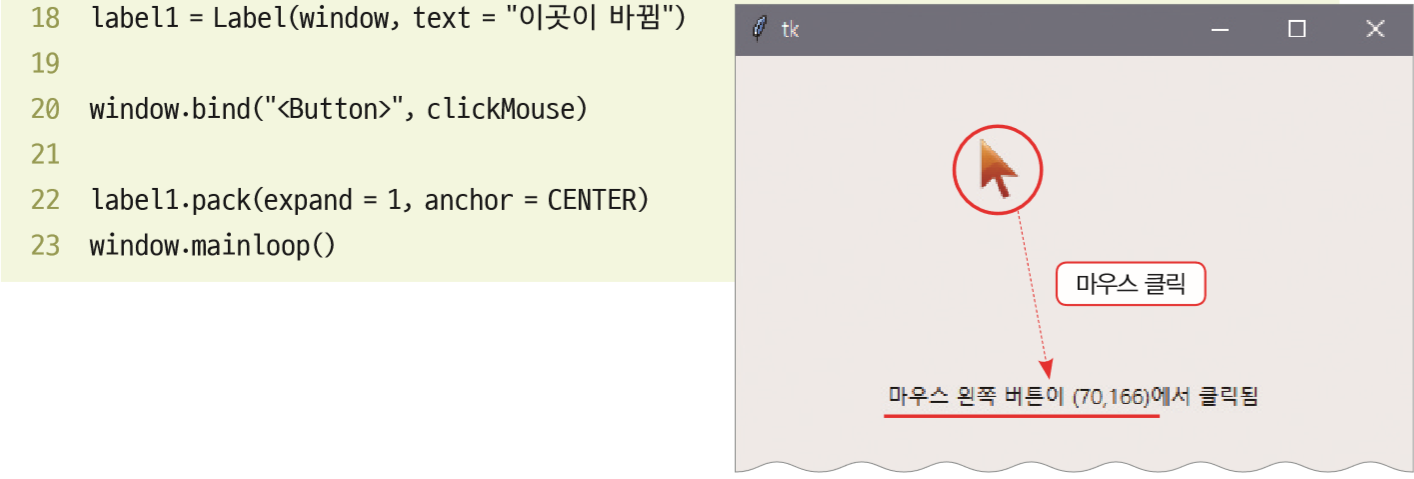 18 label1 = Label(window, text = "이곳이 바뀜")
19
20 window.bind("<Button>", clickMouse)
21
22 label1.pack(expand = 1, anchor = CENTER)
23 window.mainloop()
tk
마우스 클릭
마우스 왼쪽 버튼이 (70,166)에서 클릭됨